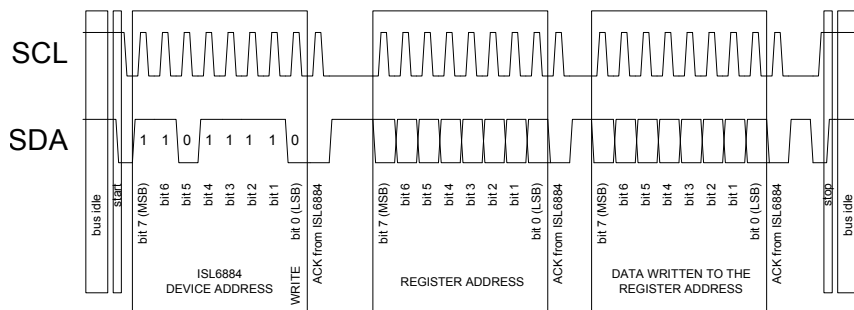 SCL
SDA
1 1 0 1 1 1 1 0
bus idle
start
bit 7 (MSB)
bit 6
bit 5
bit 4
bit 3
bit 2
bit 1
bit 0 (LSB)
ACK from ISL6884
bit 7 (MSB)
bit 6
bit 5
bit 4
bit 3
bit 2
bit 1
bit 0 (LSB)
ACK from ISL6884
bit 7 (MSB)
bit 6
bit 5
bit 4
bit 3
bit 2
bit 1
bit 0 (LSB)
ACK from ISL6884
stop
bus idle
ISL6884
DEVICE ADDRESS
WRITE
REGISTER ADDRESS
DATA WRITTEN TO THE
REGISTER ADDRESS